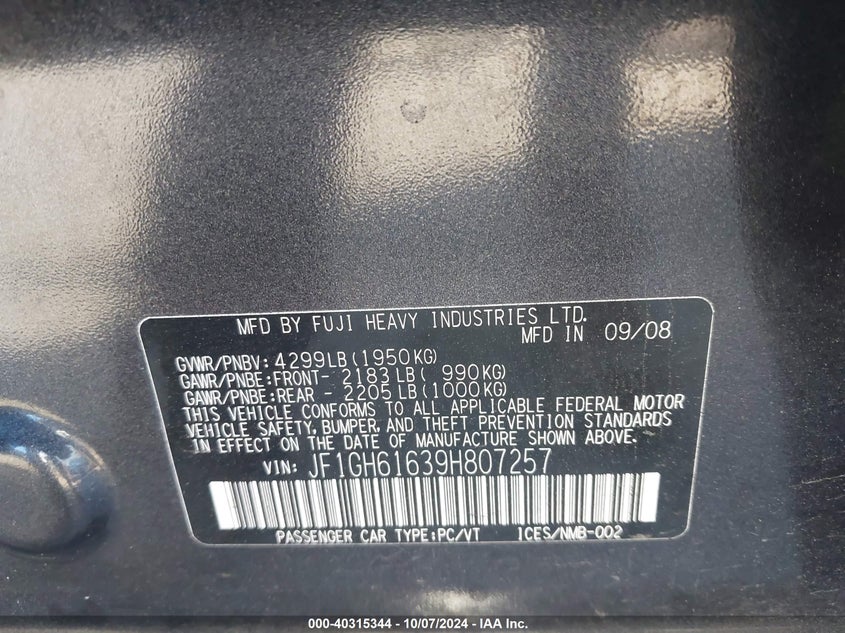 MFD BY FUJI HEAVY INDUSTRIES LTD.
MFD IN 09/08
GVWR/PNBV: 4299LB(1950KG)
GAWR/PNBE:FRONT- 2183LB( 990KG)
GAWR/PNBE:REAR - 2205LB(1000KG)
THIS VEHICLE CONFORMS TO ALL APPLICABLE FEDERAL MOTOR
VEHICLE SAFETY, BUMPER, AND THEFT PREVENTION STANDARDS
IN EFFECT ON THE DATE OF MANUFACTURE SHOWN ABOVE.
VIN: JF1GH61639H807257
PASSENGER CAR TYPE:PC/VT ICES/NMB-002
000-40315344 - 10/07/2024 - IAA Inc.